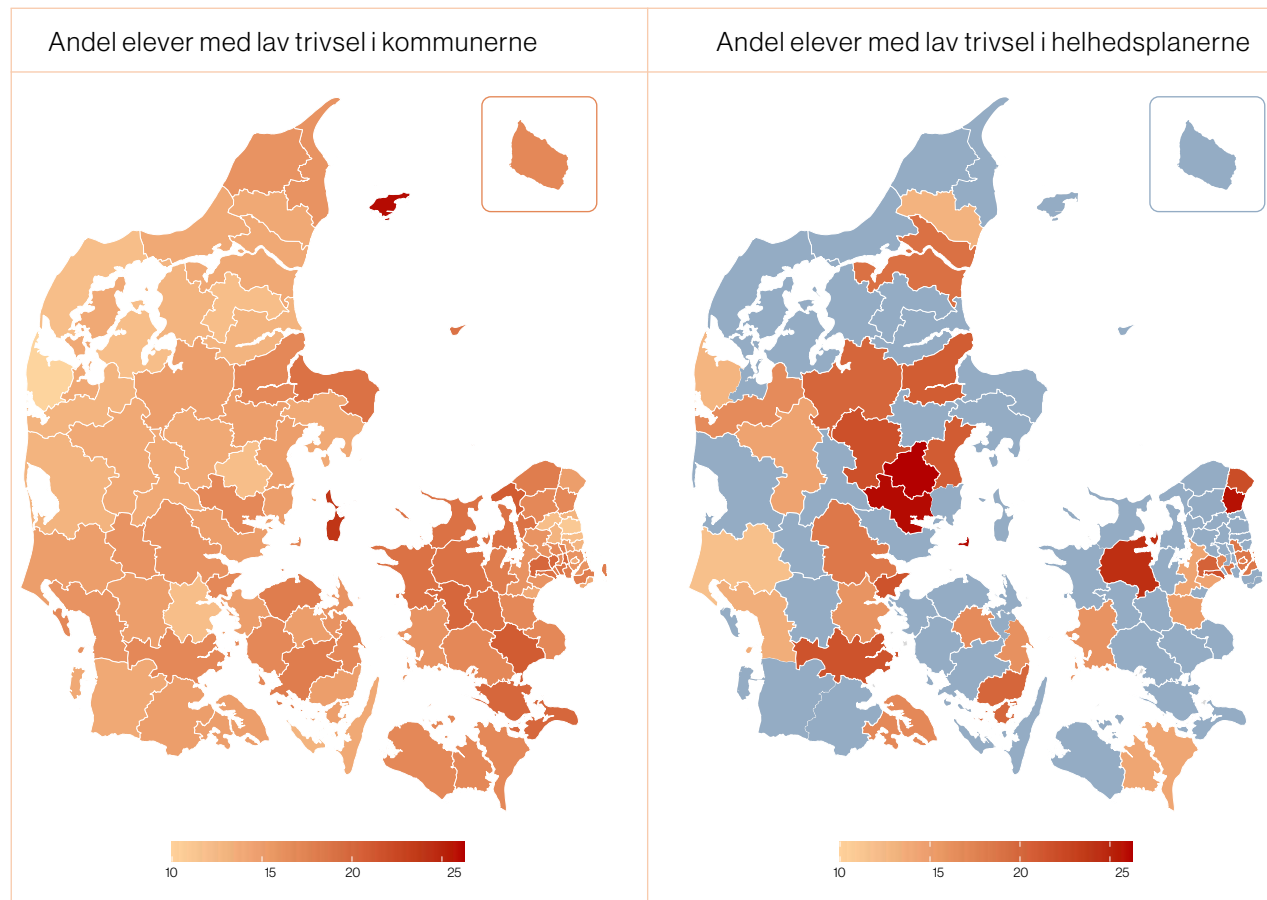 Andel elever med lav trivsel i kommunerne
Andel elever med lav trivsel i helhedsplanerne
10 15 20 25
10 15 20 25